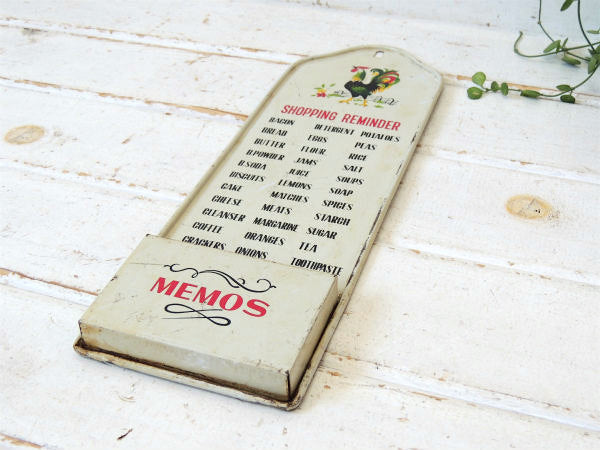 SHOPPING REMINDER
BACON DETERGENT POTATOES
BREAD EGGS PEAS
BUTTER FLOUR RICE
B.POWDER JAMS SALT
B.SODA JUICE SOUPS
BISCUITS LEMONS SOAP
CAKE MATCHES SPICES
CHEESE MEATS STARCH
CLEANSER MARGARINE SUGAR
COFFEE ORANGES TEA
CRACKERS ONIONS TOOTHPASTE
MEMOS